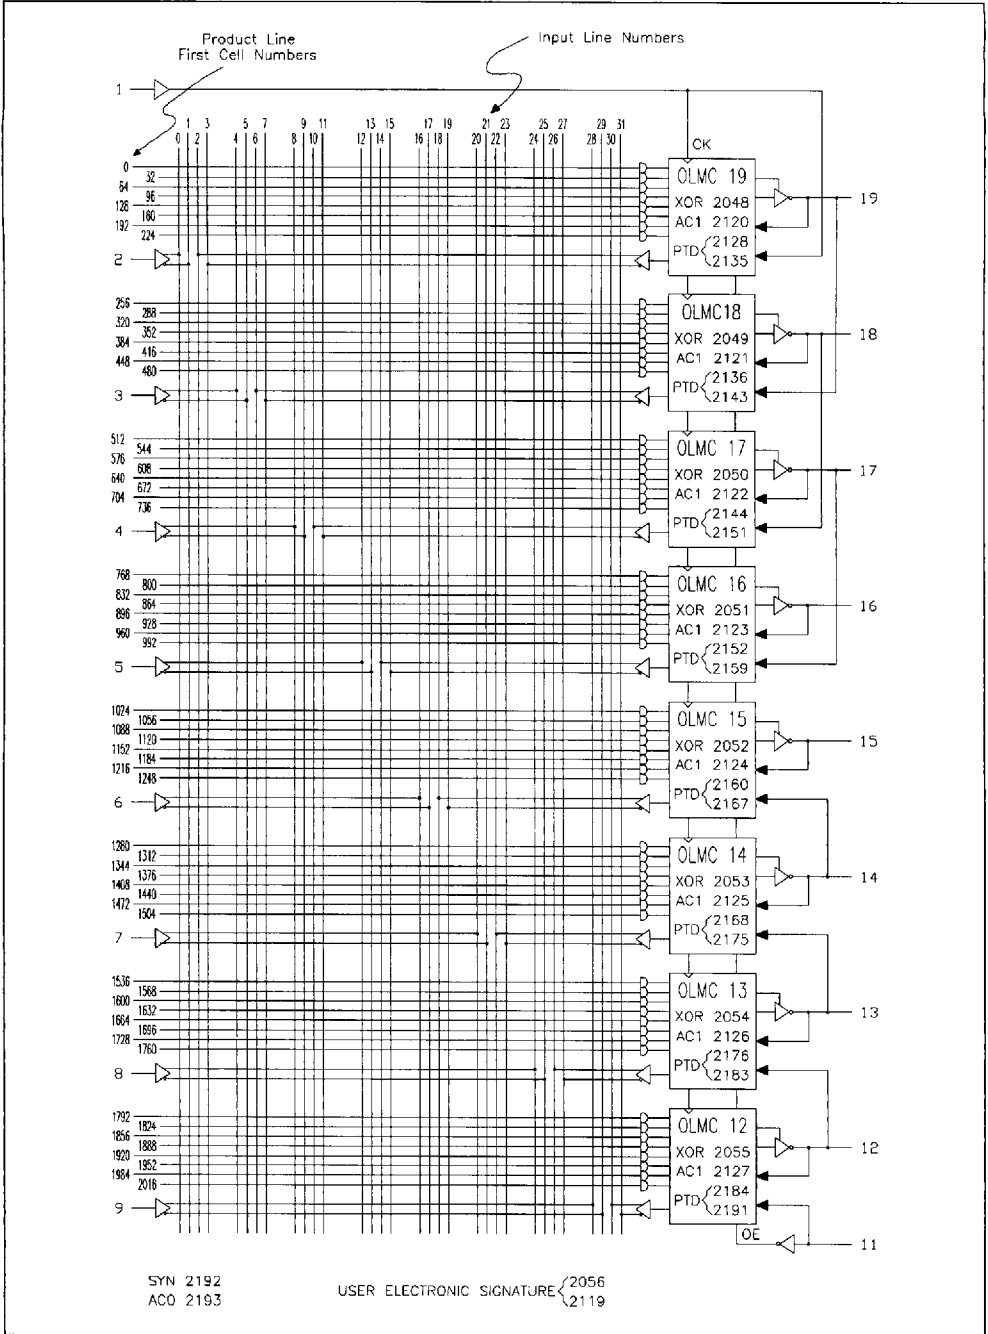 Product Line
First Cell Numbers
Input Line Numbers
1
1 3 5 7 9 11 13 15 17 19 21 23 25 27 29 31
0 2 4 6 8 10 12 14 16 18 20 22 24 26 28 30
CK
0
32
64
96
128
160
192
224
2
OLMC 19
XOR 2048
AC1 2120
PTD 2128
2135
19
256
288
320
352
384
416
448
480
3
OLMC18
XOR 2049
AC1 2121
PTD 2136
2143
18
512
544
576
608
640
672
704
736
4
OLMC 17
XOR 2050
AC1 2122
PTD 2144
2151
17
768
800
832
864
896
928
960
992
5
OLMC 16
XOR 2051
AC1 2123
PTD 2152
2159
16
1024
1056
1088
1120
1152
1184
1216
1248
6
OLMC 15
XOR 2052
AC1 2124
PTD 2160
2167
15
1280
1312
1344
1376
1408
1440
1472
1504
7
OLMC 14
XOR 2053
AC1 2125
PTD 2168
2175
14
1536
1568
1600
1632
1664
1696
1728
1760
8
OLMC 13
XOR 2054
AC1 2126
PTD 2176
2183
13
1792
1824
1856
1888
1920
1952
1984
2016
9
OLMC 12
XOR 2055
AC1 2127
PTD 2184
2191
12
OE
11
SYN 2192
AC0 2193
USER ELECTRONIC SIGNATURE 2056
2119